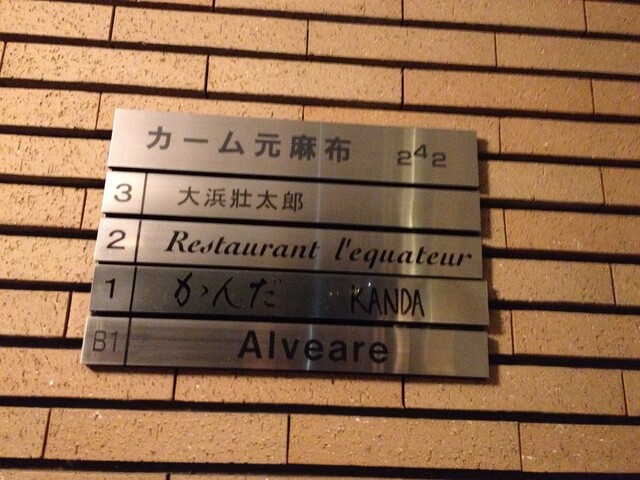 カーム元麻布 242
3 大浜壯太郎
2 Restaurant l'equateur
1 かんだ KANDA
B1 Alveare